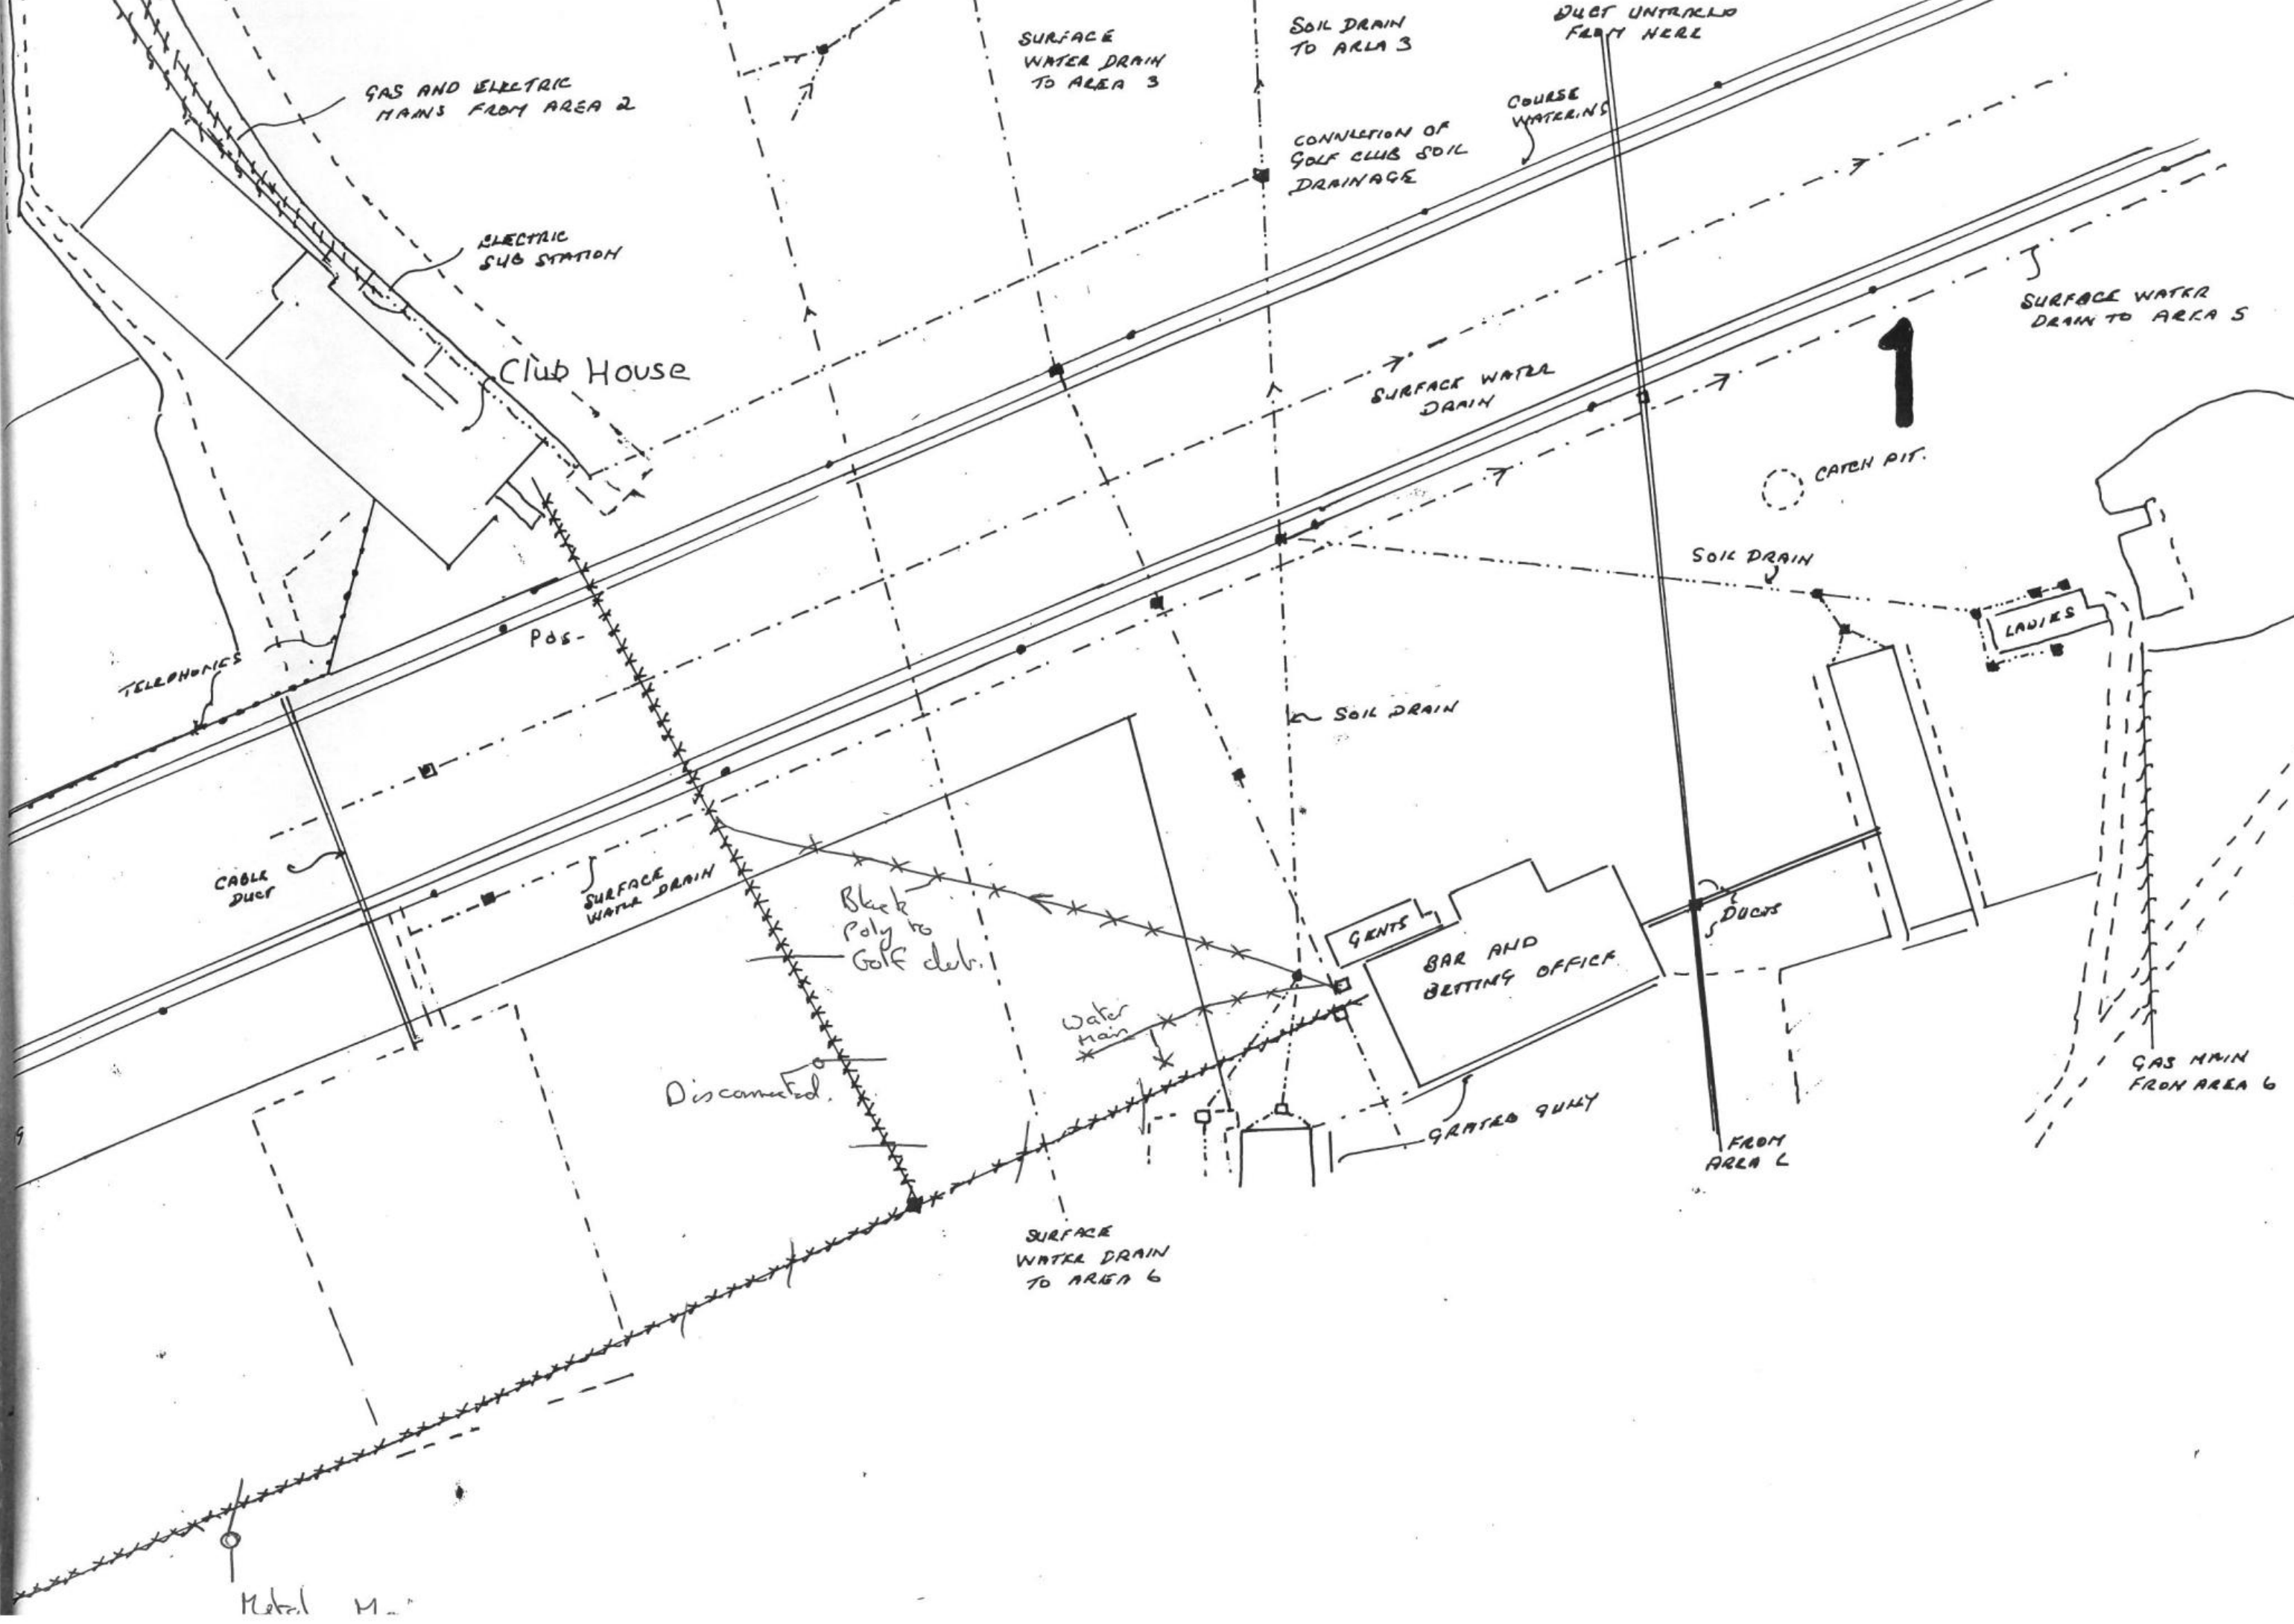 SURFACE
WATER DRAIN
TO AREA 3
SOIL DRAIN
TO AREA 3
DUCT UNTRACED
FROM HERE
GAS AND ELECTRIC
MAINS FROM AREA 2
COURSE
WATERING
CONNECTION OF
GOLF CLUB SOIL
DRAINAGE
ELECTRIC
SUB STATION
SURFACE WATER
DRAIN TO AREA 5
1
Club House
SURFACE WATER
DRAIN
CATCH PIT.
SOIL DRAIN
LADIES
Pos-
TELEPHONES
SOIL DRAIN
CABLE
DUCT
SURFACE
WATER DRAIN
Black
Poly to
Golf club.
GENTS
BAR AND
BETTING OFFICE
DUCTS
Water
Main
Disconnected.
GRATED GULLY
GAS MAIN
FROM AREA 6
FROM
AREA
SURFACE
WATER DRAIN
TO AREA 6
Metal